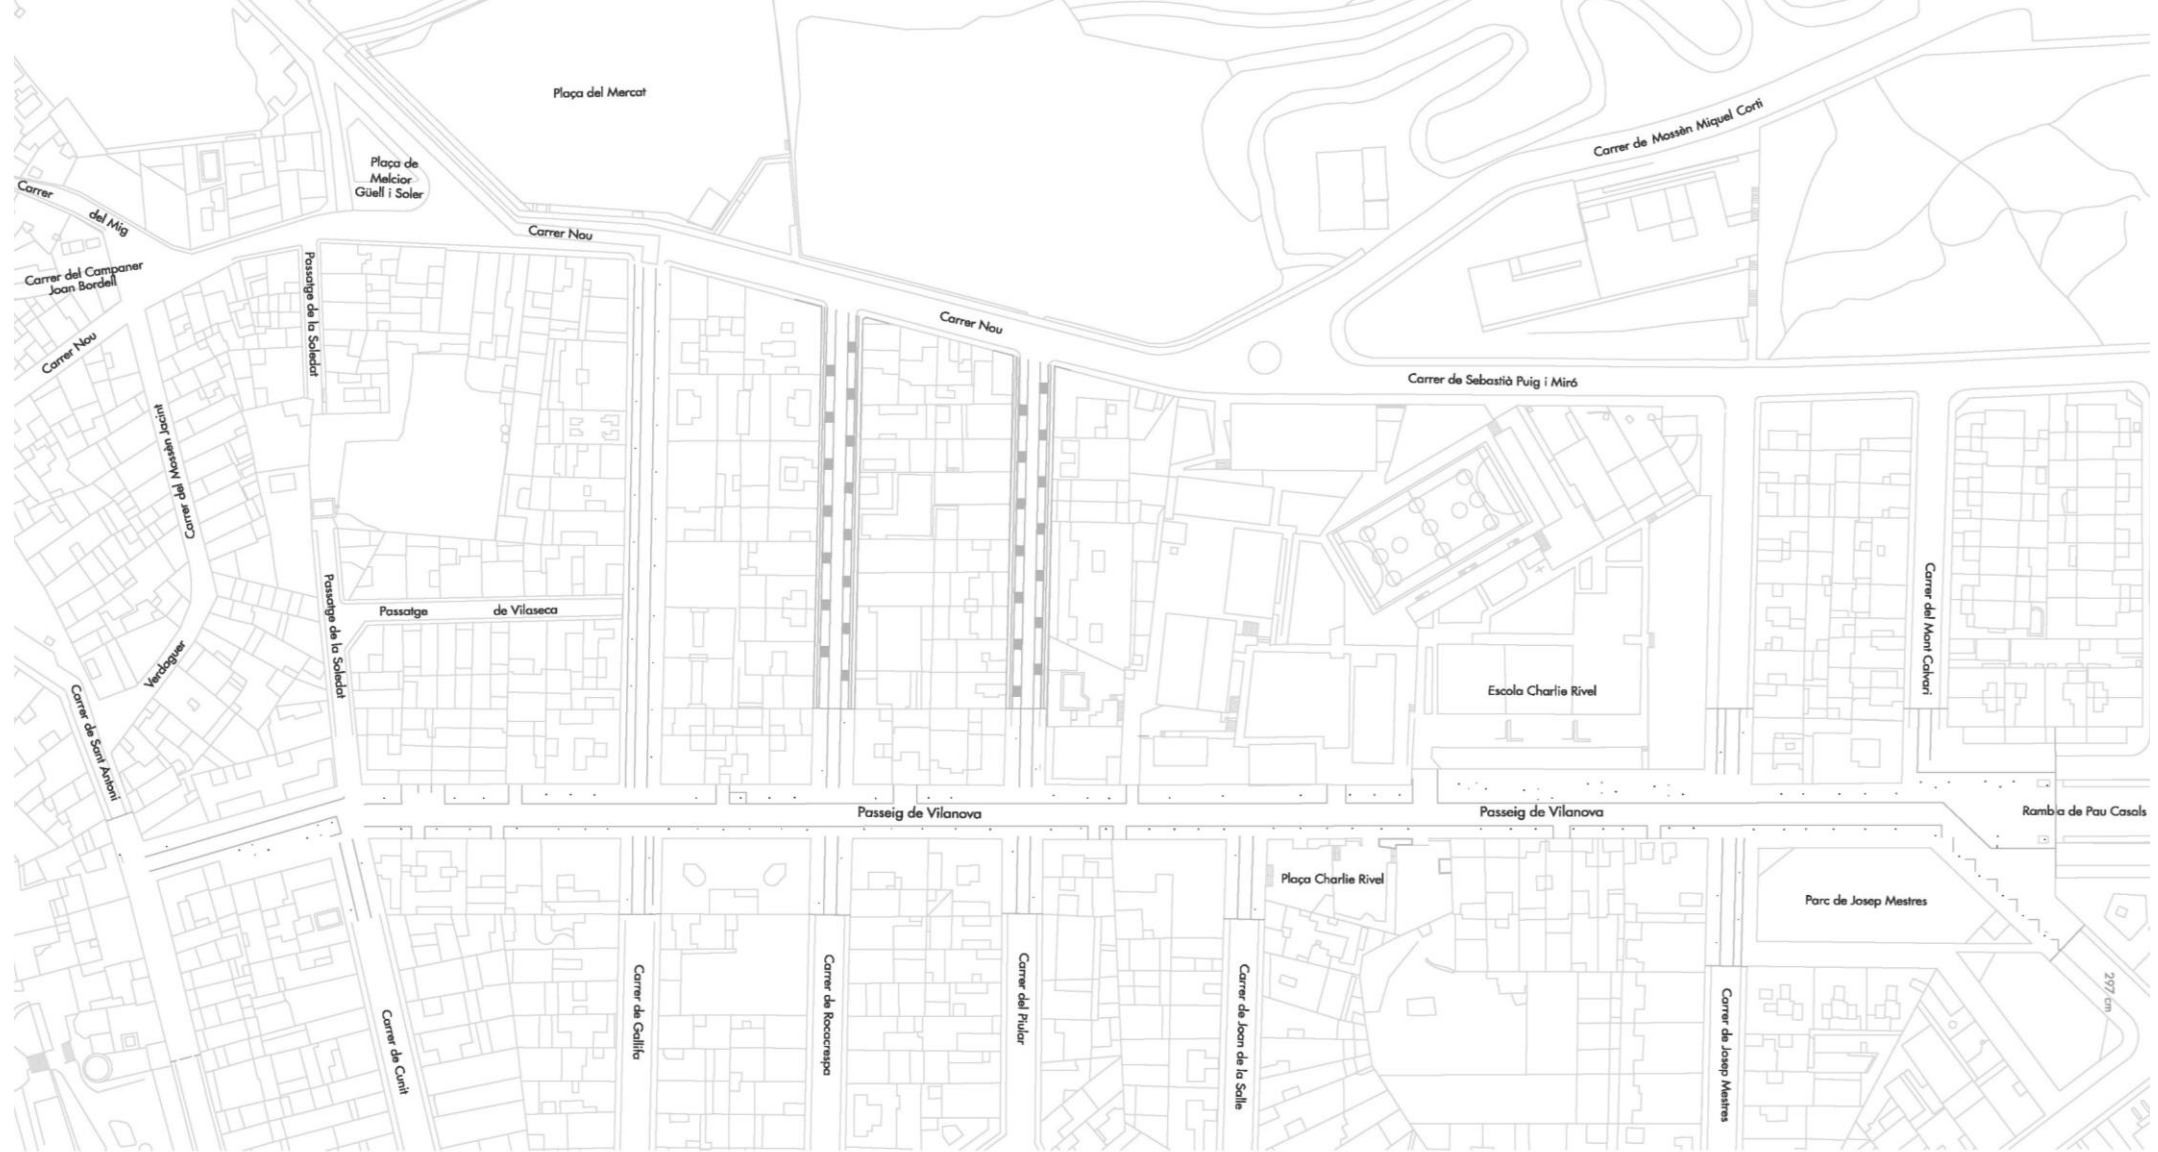 Plaça del Mercat
Carrer de Mossèn Miquel Corti
Plaça de
Melcior
Güell i Soler
Carrer
del Mig
Carrer Nou
Carrer del Campaner
Joan Bordell
Passatge de la Soledat
Carrer Nou
Carrer Nou
Carrer de Sebastià Puig i Miró
Carrer del Mossèn Jacint
Verdaguer
Passatge de la Soledat
Passatge
de Vilaseca
Carrer del Mont Calvari
Escola Charlie Rivel
Carrer de Sant Antoni
Passeig de Vilanova
Passeig de Vilanova
Rambla de Pau Casals
Plaça Charlie Rivel
Parc de Josep Mestres
Carrer de Cunit
Carrer de Gallifa
Carrer de Rocacrespa
Carrer del Piular
Carrer de Joan de la Salle
Carrer de Josep Mestres
297 cm